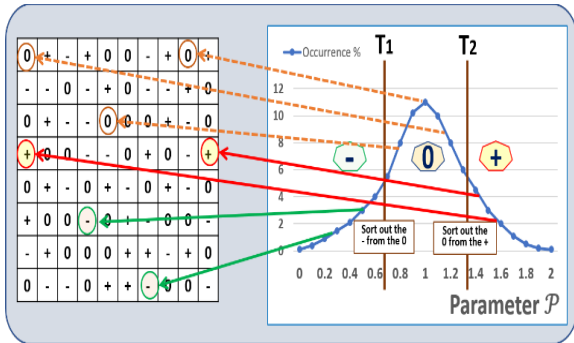 0 + - + 0 0 - + 0 +
- - 0 - + 0 - - + 0
0 + - - 0 0 0 + - 0
+ 0 0 - - 0 + 0 - +
0 + - 0 + - 0 + - 0
+ 0 0 - 0 + - 0 0 -
- + 0 0 0 + 0 + - 0
0 - - 0 + + - 0 0 -
T1
T2
Occurrence %
12
10
8
6
4
2
0
-
0
+
Sort out the
- from the 0
Sort out the
0 from the +
0 0.2 0.4 0.6 0.8 1 1.2 1.4 1.6 1.8 2
Parameter 𝒫